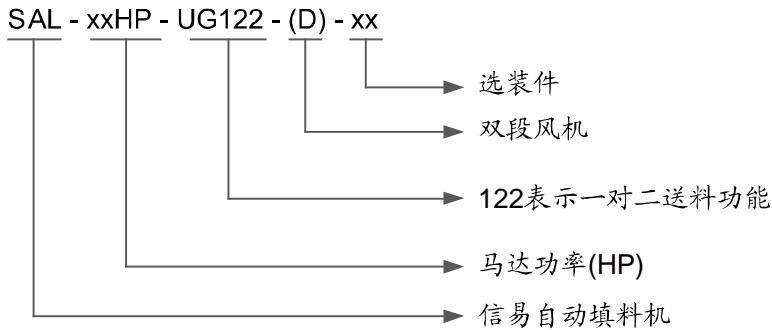 SAL - xxHP - UG122 - (D) - xx
选装件
双段风机
122表示一对二送料功能
马达功率(HP)
信易自动填料机